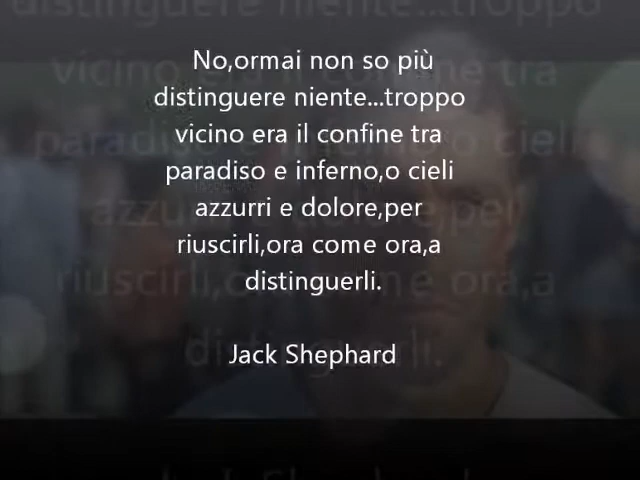 No,ormai non so più
distinguere niente...troppo
vicino era il confine tra
paradiso e inferno,o cieli
azzurri e dolore,per
riuscirli,ora come ora,a
distinguerli.
Jack Shephard